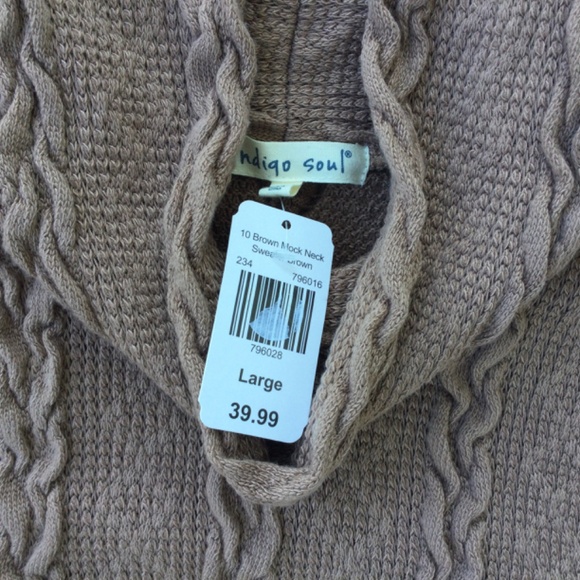 ndigo soul®
10 Brown Mock Neck
Brown
234
796016
796028
Large
39.99